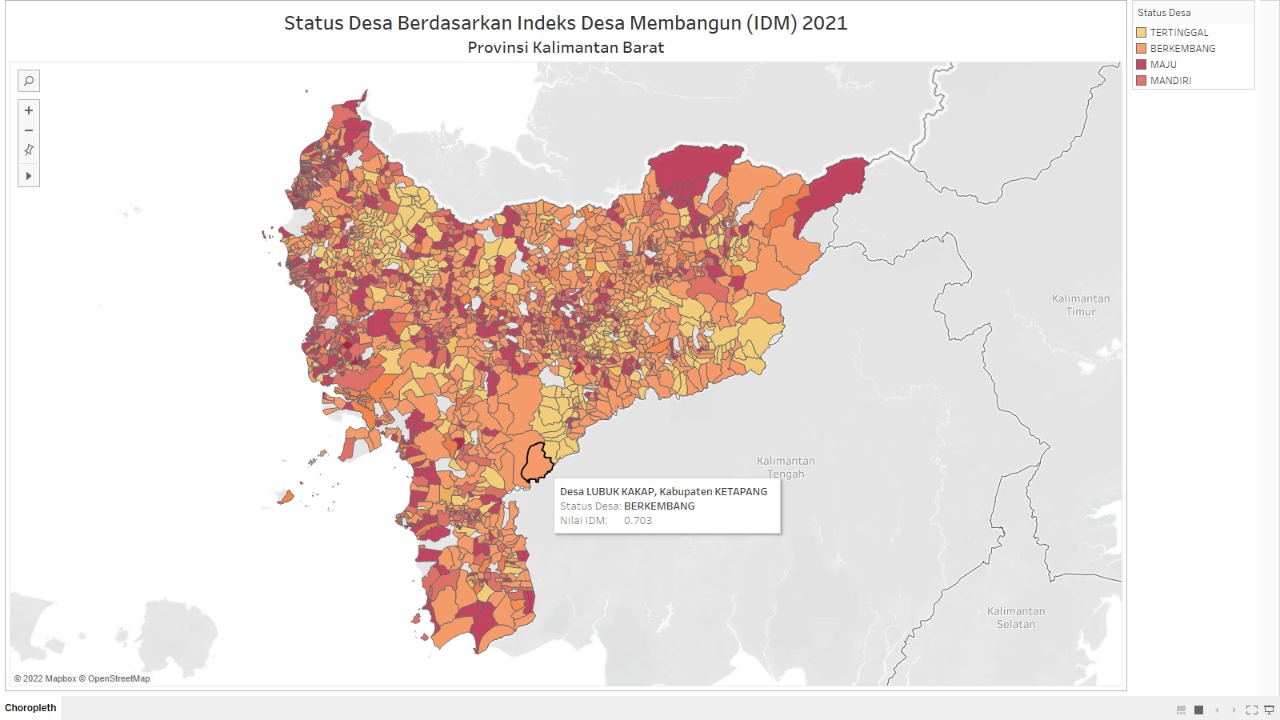 Status Desa Berdasarkan Indeks Desa Membangun (IDM) 2021
Provinsi Kalimantan Barat
Status Desa
TERTINGGAL
BERKEMBANG
MAJU
MANDIRI
Kalimantan
Timur
Kalimantan
Tengah
Desa LUBUK KAKAP, Kabupaten KETAPANG
Status Desa: BERKEMBANG
Nilai IDM: 0.703
Kalimantan
Selatan
© 2022 Mapbox © OpenStreetMap
Choropleth